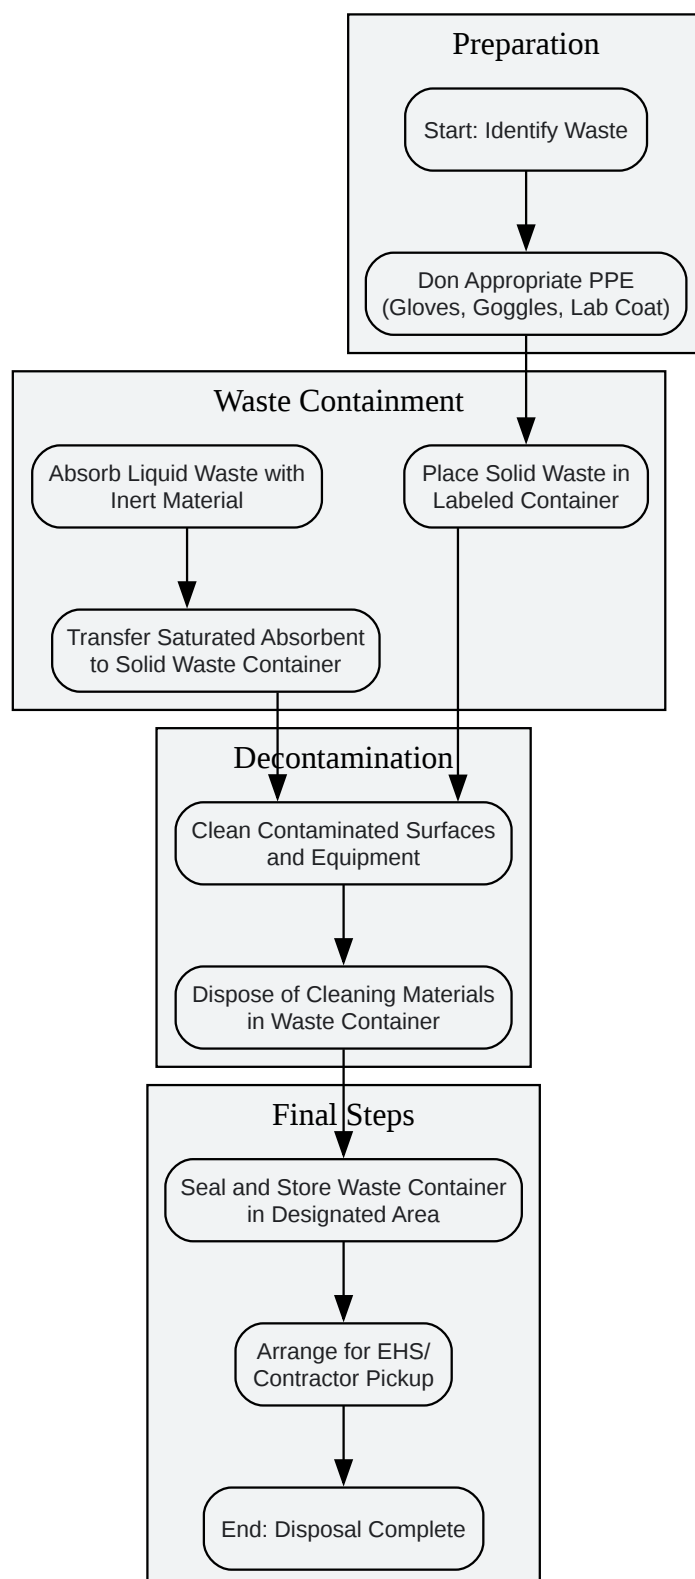 Preparation
Start: Identify Waste
Don Appropriate PPE
(Gloves, Goggles, Lab Coat)
Waste Containment
Absorb Liquid Waste with
Inert Material
Place Solid Waste in
Labeled Container
Transfer Saturated Absorbent
to Solid Waste Container
Decontamination
Clean Contaminated Surfaces
and Equipment
Dispose of Cleaning Materials
in Waste Container
Final Steps
Seal and Store Waste Container
in Designated Area
Arrange for EHS/
Contractor Pickup
End: Disposal Complete